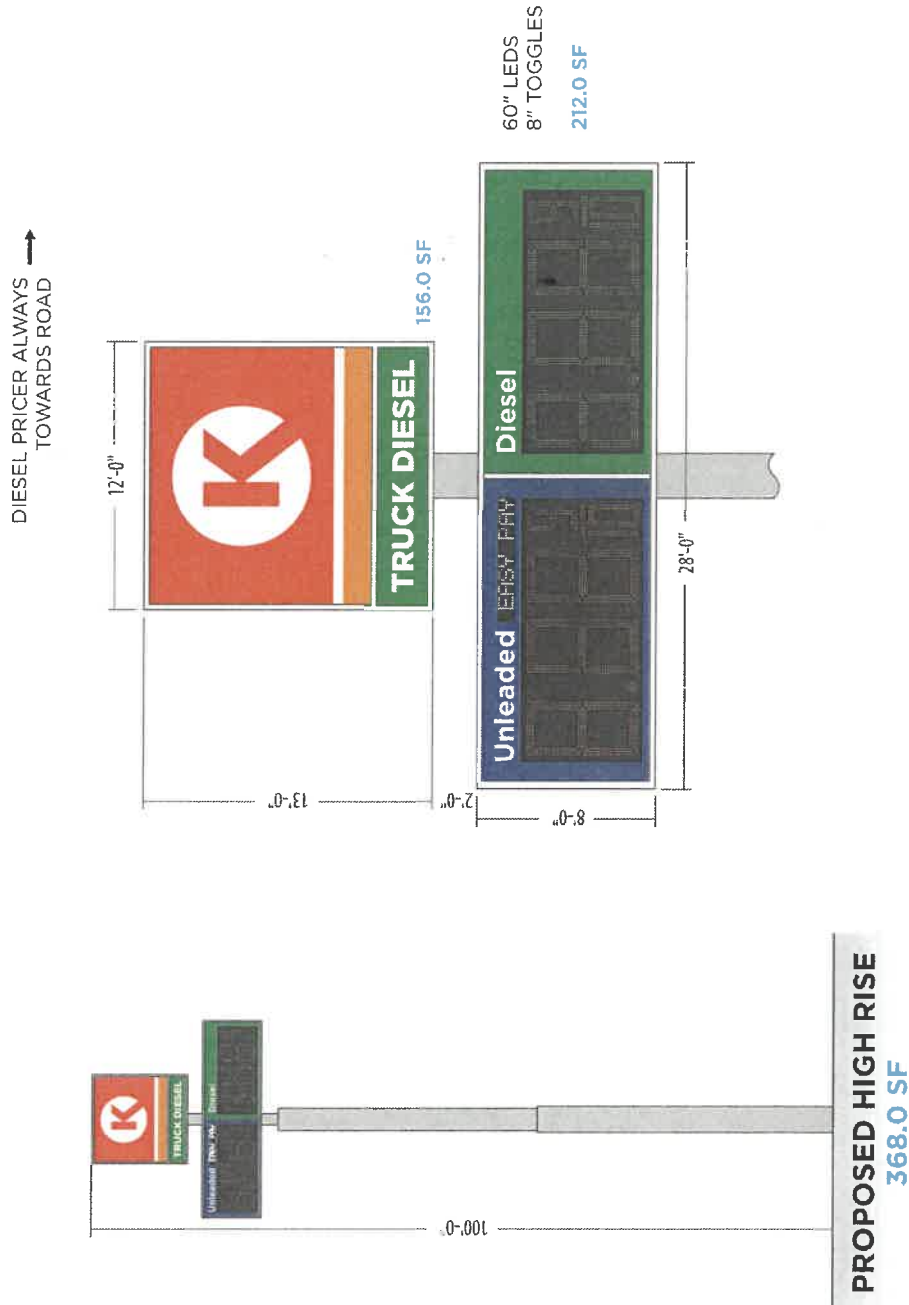 DIESEL PRICER ALWAYS
TOWARDS ROAD
12'-0"
K
TRUCK DIESEL
156.0 SF
13'-0"
2'-0"
Unleaded EASY PAY
Diesel
60" LEDS
8" TOGGLES
212.0 SF
8'-0"
28'-0"
K
TRUCK DIESEL
Unleaded
Diesel
100'-0"
PROPOSED HIGH RISE
368.0 SF